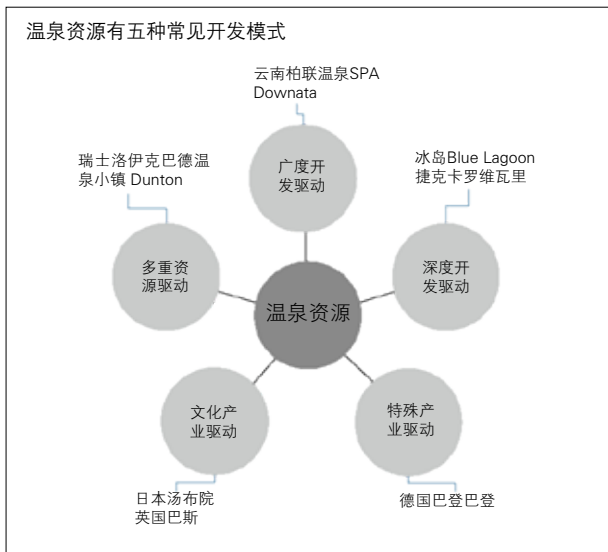 温泉资源有五种常见开发模式
云南柏联温泉SPA
Downata
广度开
发驱动
瑞士洛伊克巴德温
泉小镇 Dunton
冰岛Blue Lagoon
捷克卡罗维瓦里
多重资
源驱动
深度开
发驱动
温泉资源
文化产
业驱动
特殊产
业驱动
日本汤布院
英国巴斯
德国巴登巴登